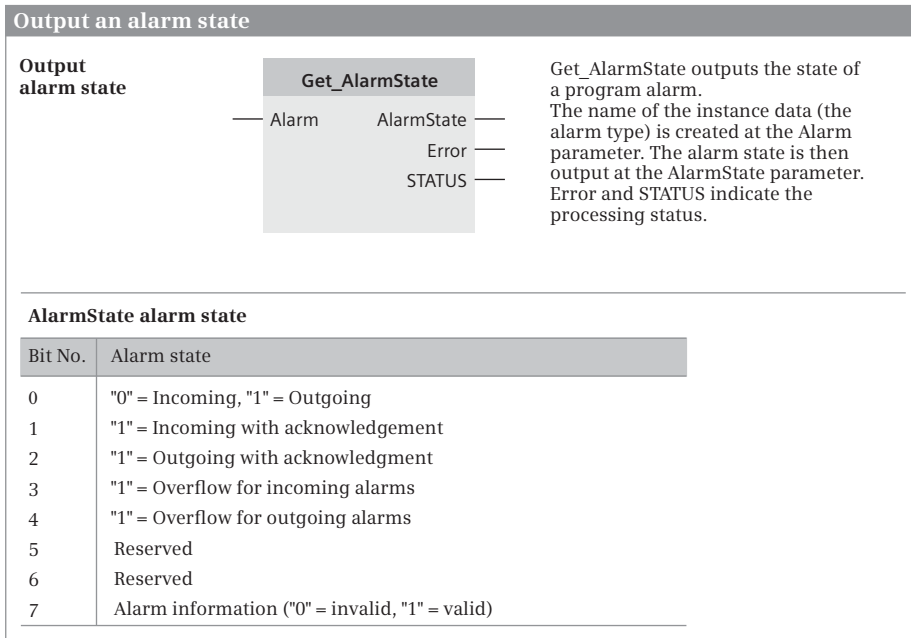 Output an alarm state
Output
alarm state
Get_AlarmState
Alarm AlarmState
Error
STATUS
Get_AlarmState outputs the state of
a program alarm.
The name of the instance data (the
alarm type) is created at the Alarm
parameter. The alarm state is then
output at the AlarmState parameter.
Error and STATUS indicate the
processing status.
AlarmState alarm state
Bit No. Alarm state
0 "0" = Incoming, "1" = Outgoing
1 "1" = Incoming with acknowledgement
2 "1" = Outgoing with acknowledgment
3 "1" = Overflow for incoming alarms
4 "1" = Overflow for outgoing alarms
5 Reserved
6 Reserved
7 Alarm information ("0" = invalid, "1" = valid)